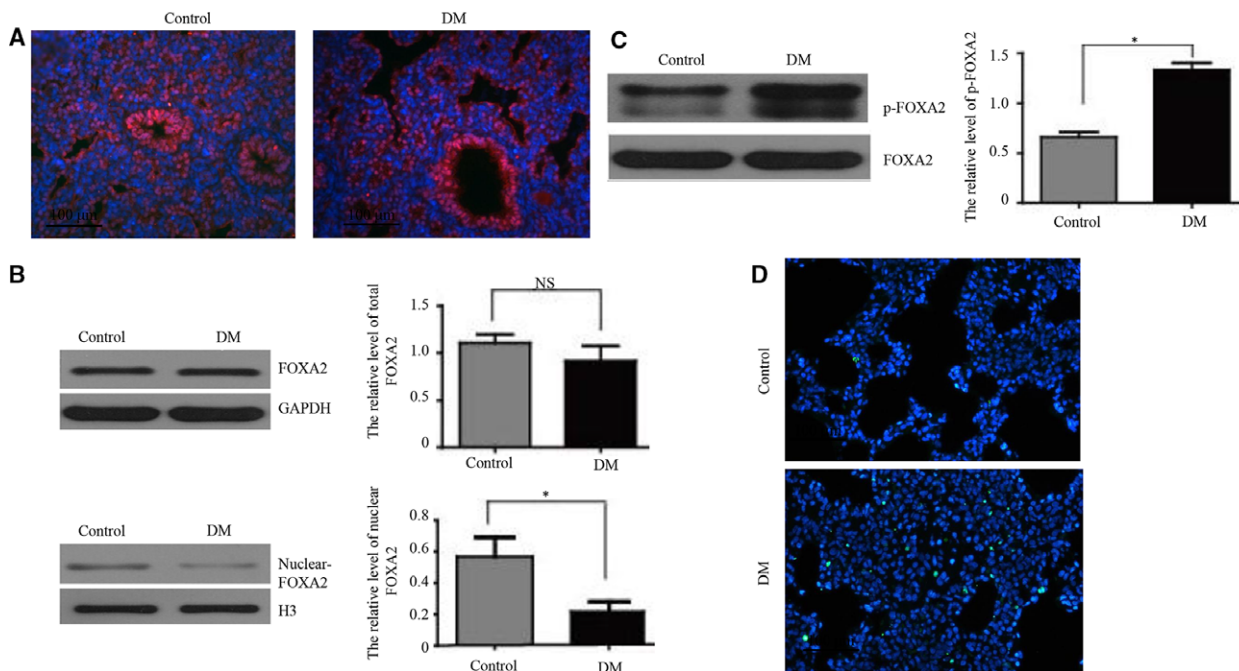 A
Control
DM
100 μm
100 μm
B
Control
DM
FOXA2
GAPDH
The relative level of total
FOXA2
1.5
1.0
0.5
0
NS
Control
DM
Control
DM
Nuclear-
FOXA2
H3
The relative level of nuclear
FOXA2
0.8
0.6
0.4
0.2
0
*
Control
DM
C
Control
DM
p-FOXA2
FOXA2
The relative level of p-FOXA2
1.5
1.0
0.5
0
*
Control
DM
D
Control
DM